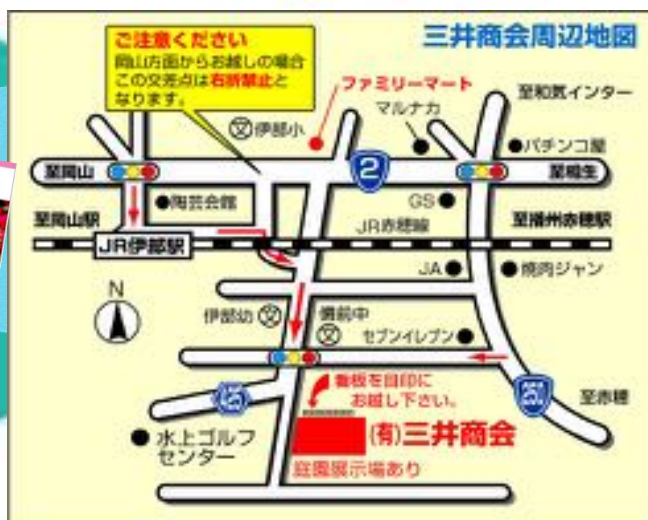 三井商会周辺地図
ご注意ください
岡山方面からお越しの場合
この交差点は右折禁止と
なります。
ファミリーマート
至和気インター
マルナカ
伊部小
文
パチンコ屋
至岡山
2
至相生
陶芸会館
GS
至岡山駅
JR赤穂線
至播州赤穂駅
JR伊部駅
JA
焼肉ジャン
N
伊部幼
文
備前中
文
セブンイレブン
看板を目印に
お越し下さい。
250
至赤穂
水上ゴルフ
センター
(有)三井商会
庭園展示場あり